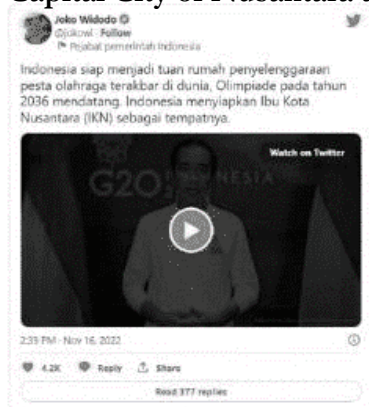 Capital City of Nusantara
Joko Widodo
@jokowi · Follow
Pejabat pemerintah Indonesia
Indonesia siap menjadi tuan rumah penyelenggaraan
pesta olahraga terakbar di dunia, Olimpiade pada tahun
2036 mendatang. Indonesia menyiapkan Ibu Kota
Nusantara (IKN) sebagai tempatnya.
Watch on Twitter
G20 INDONESIA
2:39 PM · Nov 16, 2022
4.2K Reply Share
Read 377 replies